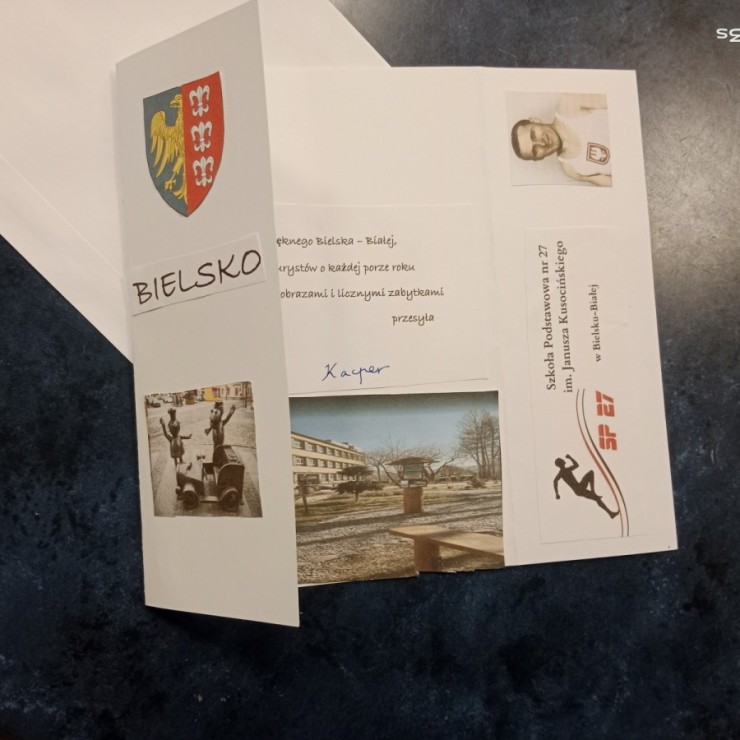 BIELSKO
ęknego Bielska – Białej,
urystów o każdej porze roku
obrazami i licznymi zabytkami
przesyła
Kacper
Szkoła Podstawowa nr 27
im. Janusza Kusocińskiego
w Bielsku-Białej
SP 27